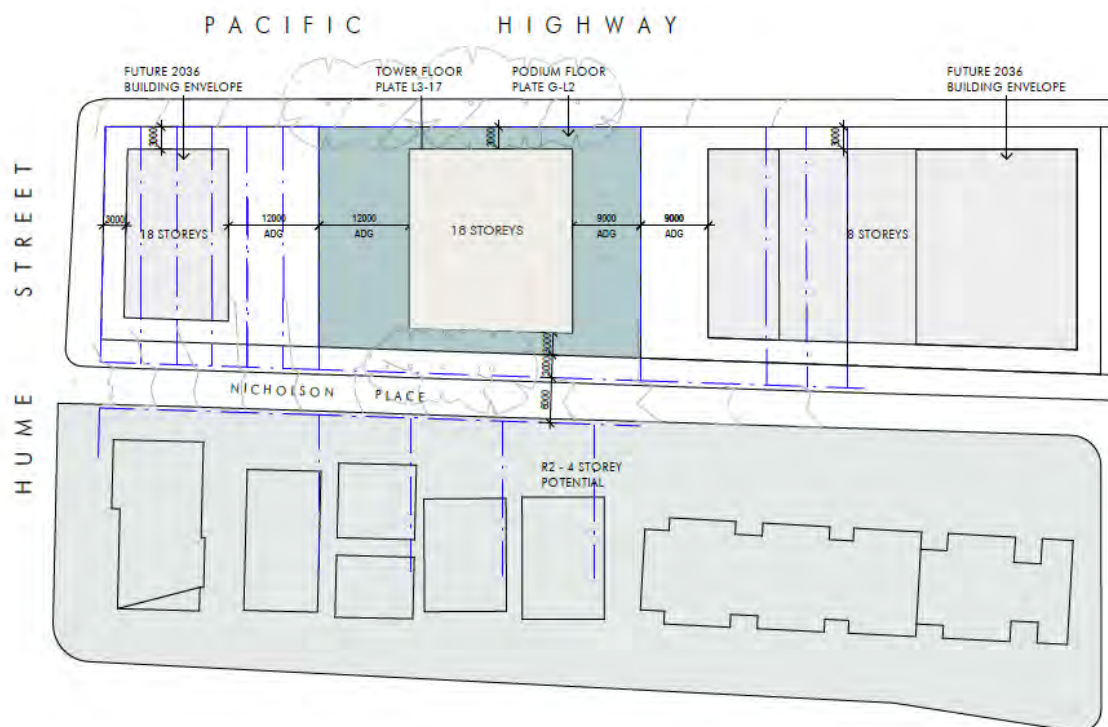 PACIFIC HIGHWAY
FUTURE 2036
BUILDING ENVELOPE
TOWER FLOOR
PLATE L3-17
PODIUM FLOOR
PLATE G-L2
FUTURE 2036
BUILDING ENVELOPE
3000
3000
3000
HUME STREET
3000
18 STOREYS
12000
ADG
12000
ADG
18 STOREYS
9000
ADG
9000
ADG
8 STOREYS
NICHOLSON PLACE
6000
R2 - 4 STOREY
POTENTIAL